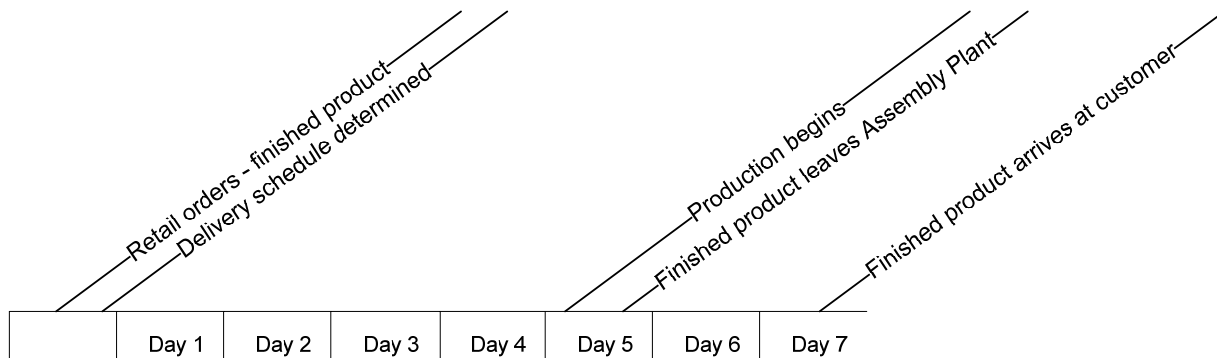 Retail orders - finished product
Delivery schedule determined
Production begins
Finished product leaves Assembly Plant
Finished product arrives at customer
Day 1 Day 2 Day 3 Day 4 Day 5 Day 6 Day 7